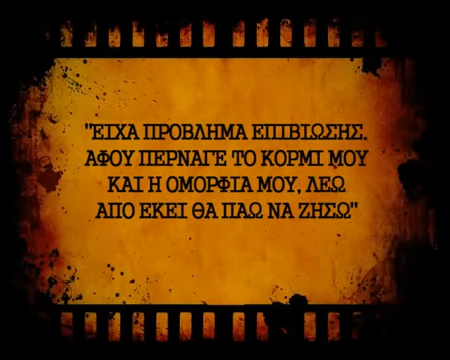 "ΕΙΧΑ ΠΡΟΒΛΗΜΑ ΕΠΙΒΙΩΣΗΣ.
ΑΦΟΥ ΠΕΡΝΑΓΕ ΤΟ ΚΟΡΜΙ ΜΟΥ
ΚΑΙ Η ΟΜΟΡΦΙΑ ΜΟΥ, ΛΕΩ
ΑΠΟ ΕΚΕΙ ΘΑ ΠΑΩ ΝΑ ΖΗΣΩ"